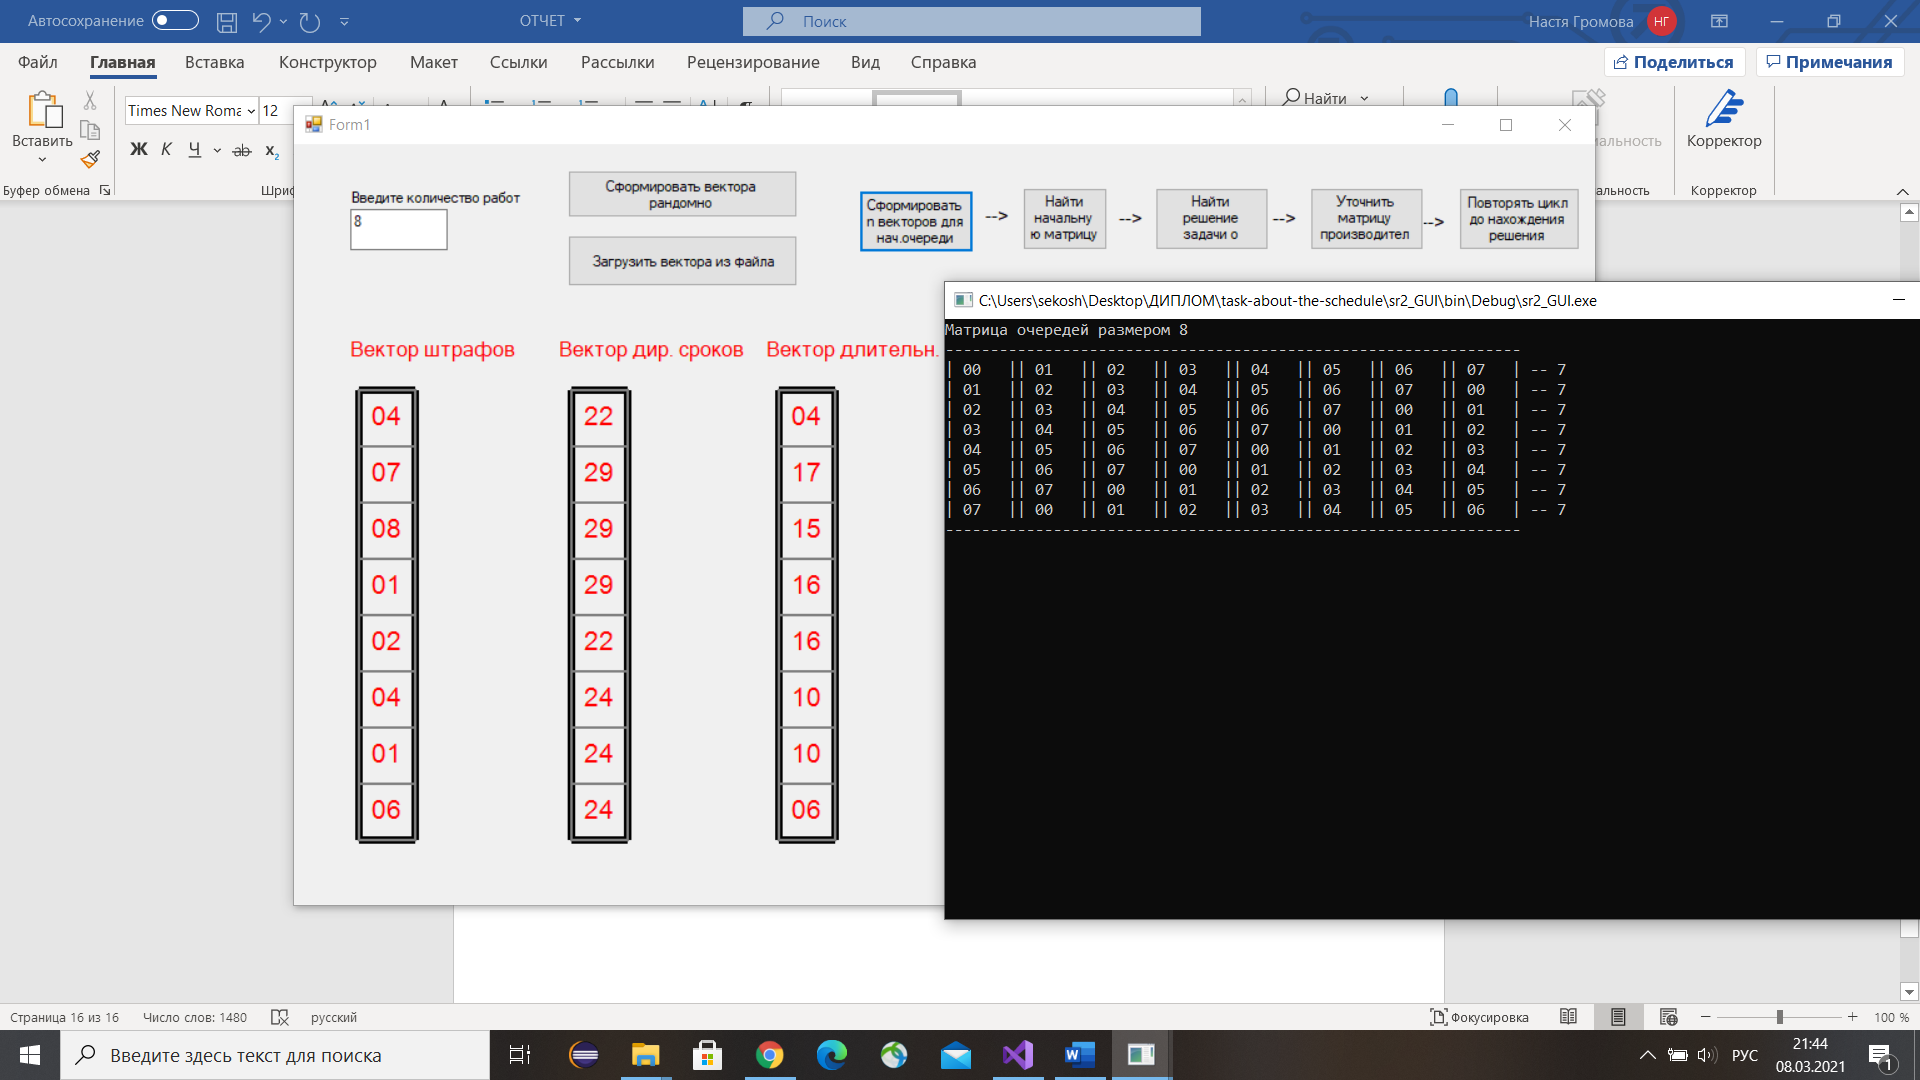 Автосохранение
ОТЧЕТ
Поиск
Настя Громова
НГ
Файл Главная Вставка Конструктор Макет Ссылки Рассылки Рецензирование Вид Справка
Поделиться
Примечания
Вставить
Times New Roma
12
Найти
Ж К Ч ab x2
Корректор
Буфер обмена
Корректор
Form1
Введите количество работ
8
Сформировать вектора
рандомно
Загрузить вектора из файла
Сформировать
n векторов для
нач.очереди
-->
Найти
начальну
ю матрицу
-->
Найти
решение
задачи о
-->
Уточнить
матрицу
производител
-->
Повторять цикл
до нахождения
решения
Вектор штрафов
04
07
08
01
02
04
01
06
Вектор дир. сроков
22
29
29
29
22
24
24
24
Вектор длительн.
04
17
15
16
16
10
10
06
C:\Users\sekosh\Desktop\ДИПЛОМ\task-about-the-schedule\sr2_GUI\bin\Debug\sr2_GUI.exe
Матрица очередей размером 8
----------------------------------------------------------------
| 00 || 01 || 02 || 03 || 04 || 05 || 06 || 07 | -- 7
| 01 || 02 || 03 || 04 || 05 || 06 || 07 || 00 | -- 7
| 02 || 03 || 04 || 05 || 06 || 07 || 00 || 01 | -- 7
| 03 || 04 || 05 || 06 || 07 || 00 || 01 || 02 | -- 7
| 04 || 05 || 06 || 07 || 00 || 01 || 02 || 03 | -- 7
| 05 || 06 || 07 || 00 || 01 || 02 || 03 || 04 | -- 7
| 06 || 07 || 00 || 01 || 02 || 03 || 04 || 05 | -- 7
| 07 || 00 || 01 || 02 || 03 || 04 || 05 || 06 | -- 7
----------------------------------------------------------------
Страница 16 из 16
Число слов: 1480
русский
Фокусировка
100 %
Введите здесь текст для поиска
РУС
21:44
08.03.2021
1